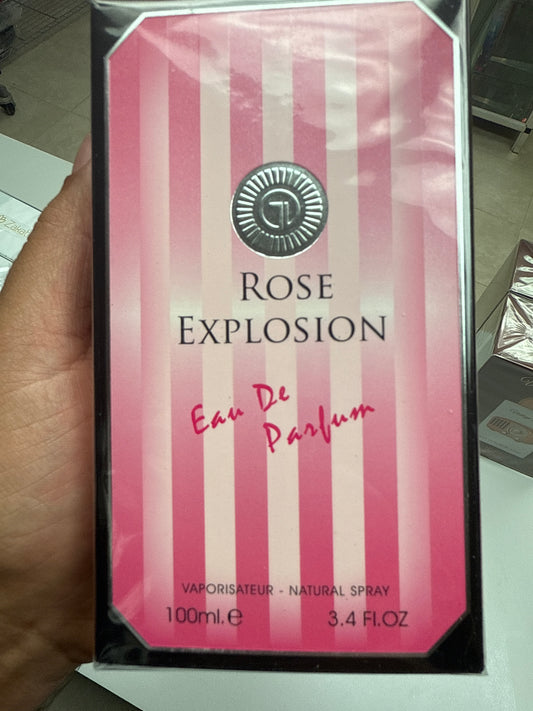 ROSE
EXPLOSION
Eau De
Parfum
VAPORISATEUR - NATURAL SPRAY
100ml.e 3.4 Fl.OZ